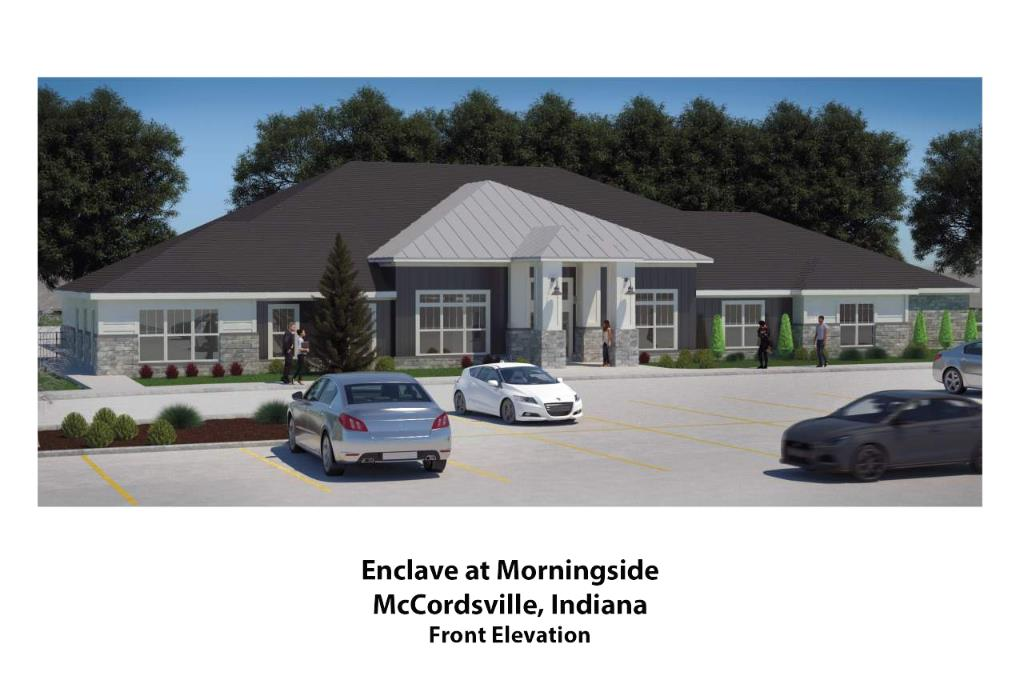 Enclave at Morningside
McCordsville, Indiana
Front Elevation